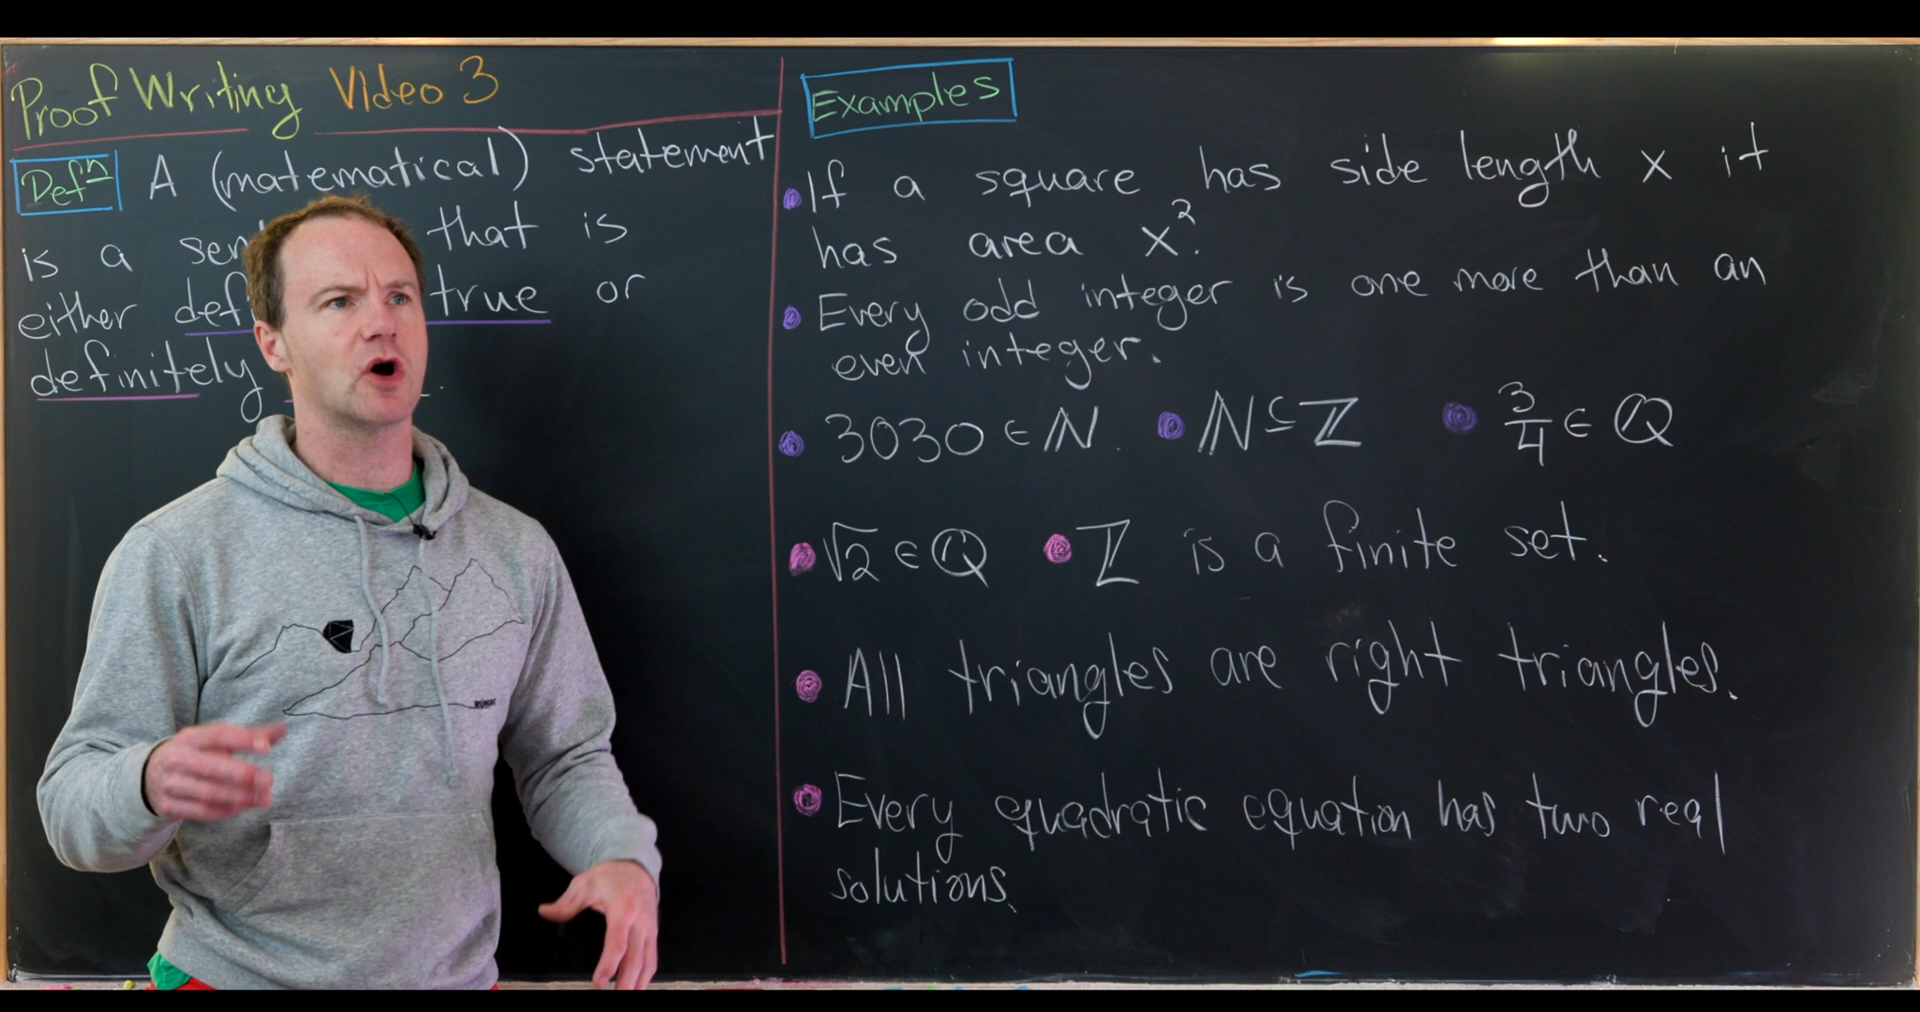 Proof Writing Video 3
Defⁿ A (matematical) statement
is a that is
either true or
definitely
Examples
• If a square has side length x it
has area x².
• Every odd integer is one more than an
even integer.
• 3030 ∈ ℕ. • ℕ ⊆ ℤ • 3/4 ∈ ℚ
• √2 ∈ ℚ • ℤ is a finite set.
• All triangles are right triangles.
• Every quadratic equation has two real
solutions.